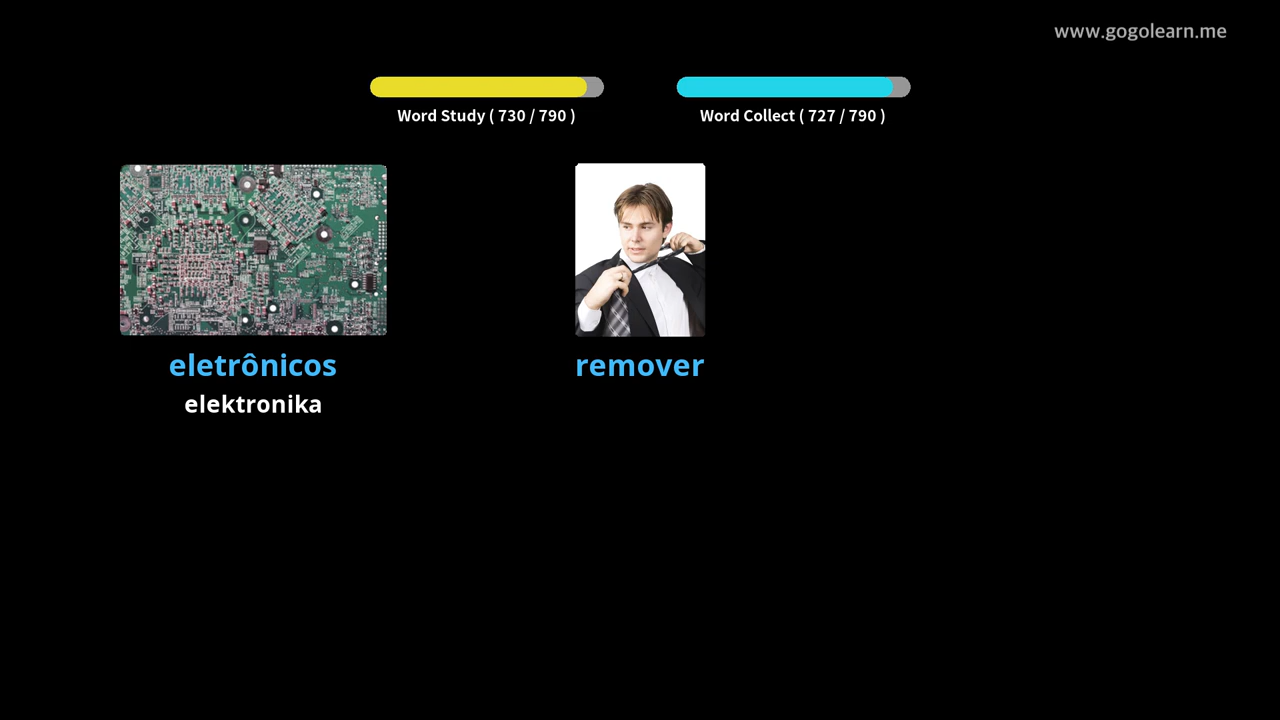 www.gogolearn.me
Word Study ( 730 / 790 )
Word Collect ( 727 / 790 )
eletrônicos
elektronika
remover